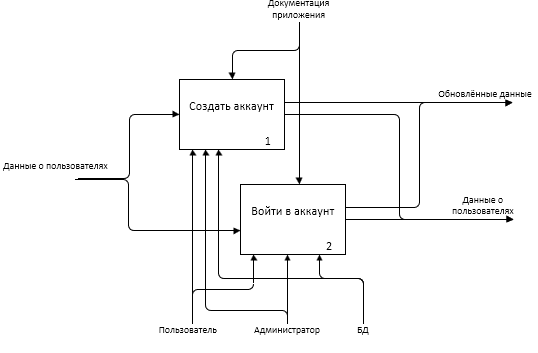 Документация
приложения
Создать аккаунт
1
Обновлённые данные
Данные о пользователях
Войти в аккаунт
2
Данные о
пользователях
Пользователь
Администратор
БД